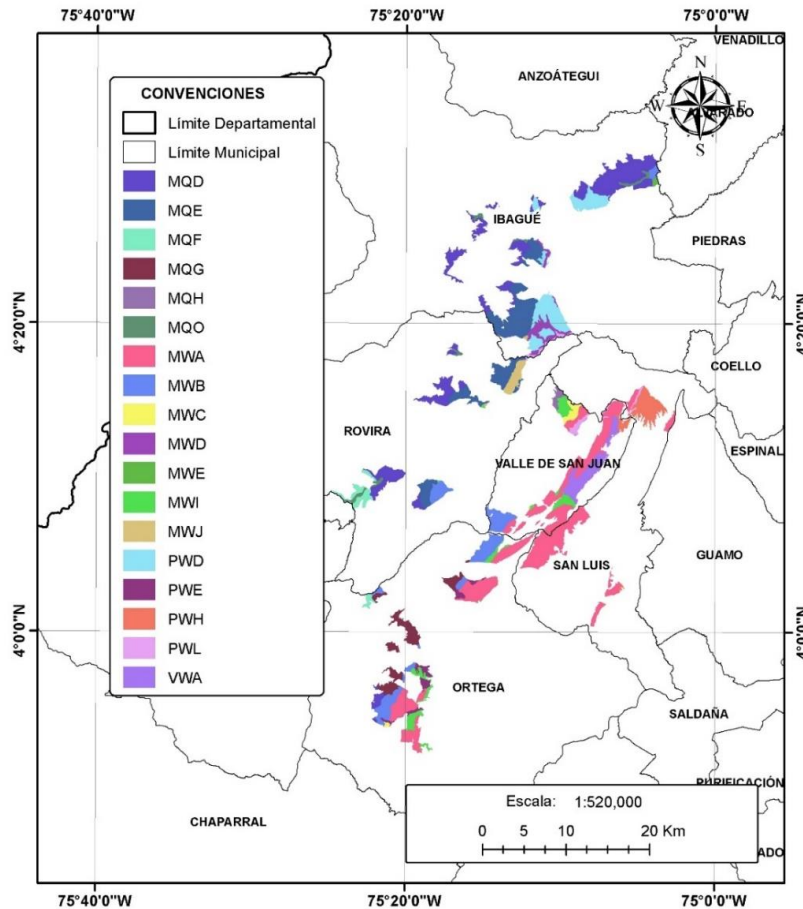 75°40'0"W 75°20'0"W 75°0'0"W
VENADILLO
ANZOÁTEGUI
N
W E
S
ALVARADO
CONVENCIONES
Límite Departamental
Límite Municipal
MQD
MQE
MQF
MQG
MQH
MQO
MWA
MWB
MWC
MWD
MWE
MWI
MWJ
PWD
PWE
PWH
PWL
VWA
IBAGUÉ
PIEDRAS
4°20'0"N 4°20'0"N
COELLO
ROVIRA
ESPINAL
VALLE DE SAN JUAN
GUAMO
SAN LUIS
4°0'0"N 4°0'0"N
ORTEGA
SALDAÑA
PURIFICACIÓN
CHAPARRAL
Escala: 1:520,000
0 5 10 20 Km
ADO
75°40'0"W 75°20'0"W 75°0'0"W